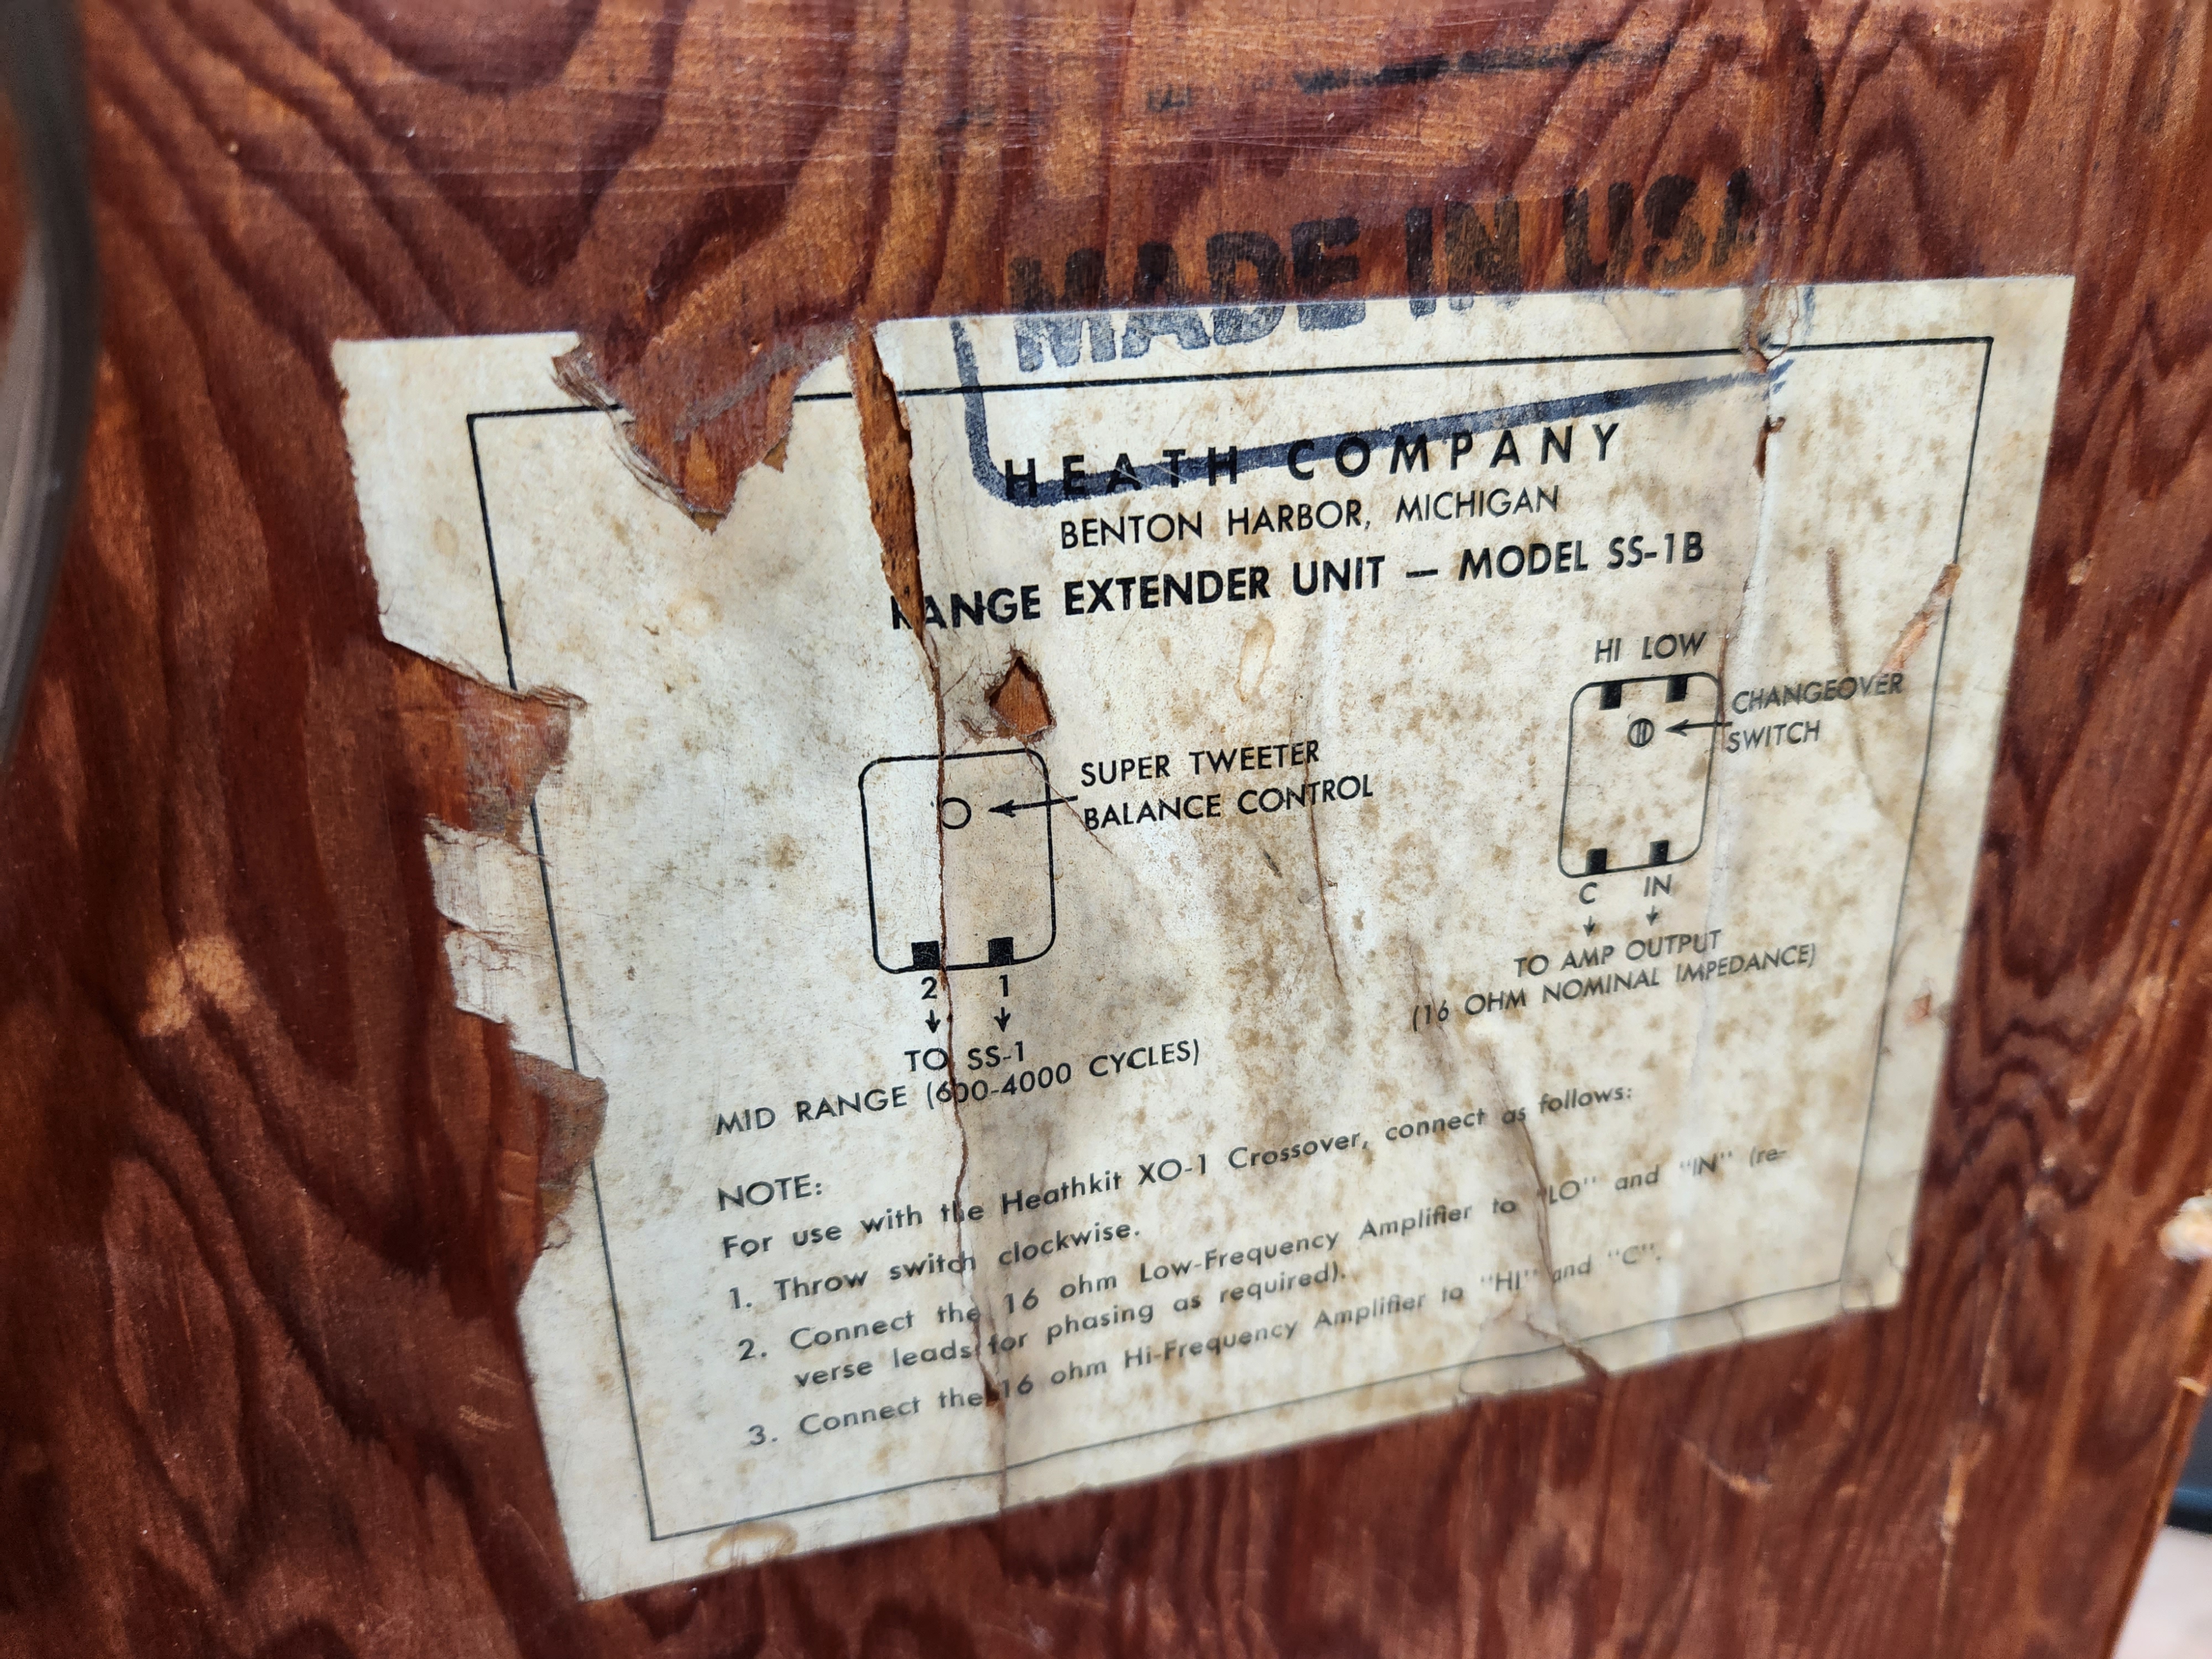 MADE IN USA
HEATH COMPANY
BENTON HARBOR, MICHIGAN
RANGE EXTENDER UNIT — MODEL SS-1B
SUPER TWEETER
BALANCE CONTROL
2 1
TO SS-1
MID RANGE (600-4000 CYCLES)
HI LOW
CHANGEOVER
SWITCH
C IN
TO AMP OUTPUT
(16 OHM NOMINAL IMPEDANCE)
NOTE:
For use with the Heathkit XO-1 Crossover, connect as follows:
1. Throw switch clockwise.
2. Connect the 16 ohm Low-Frequency Amplifier to "LO" and "IN" (re-
verse leads for phasing as required).
3. Connect the 16 ohm Hi-Frequency Amplifier to "HI" and "C".